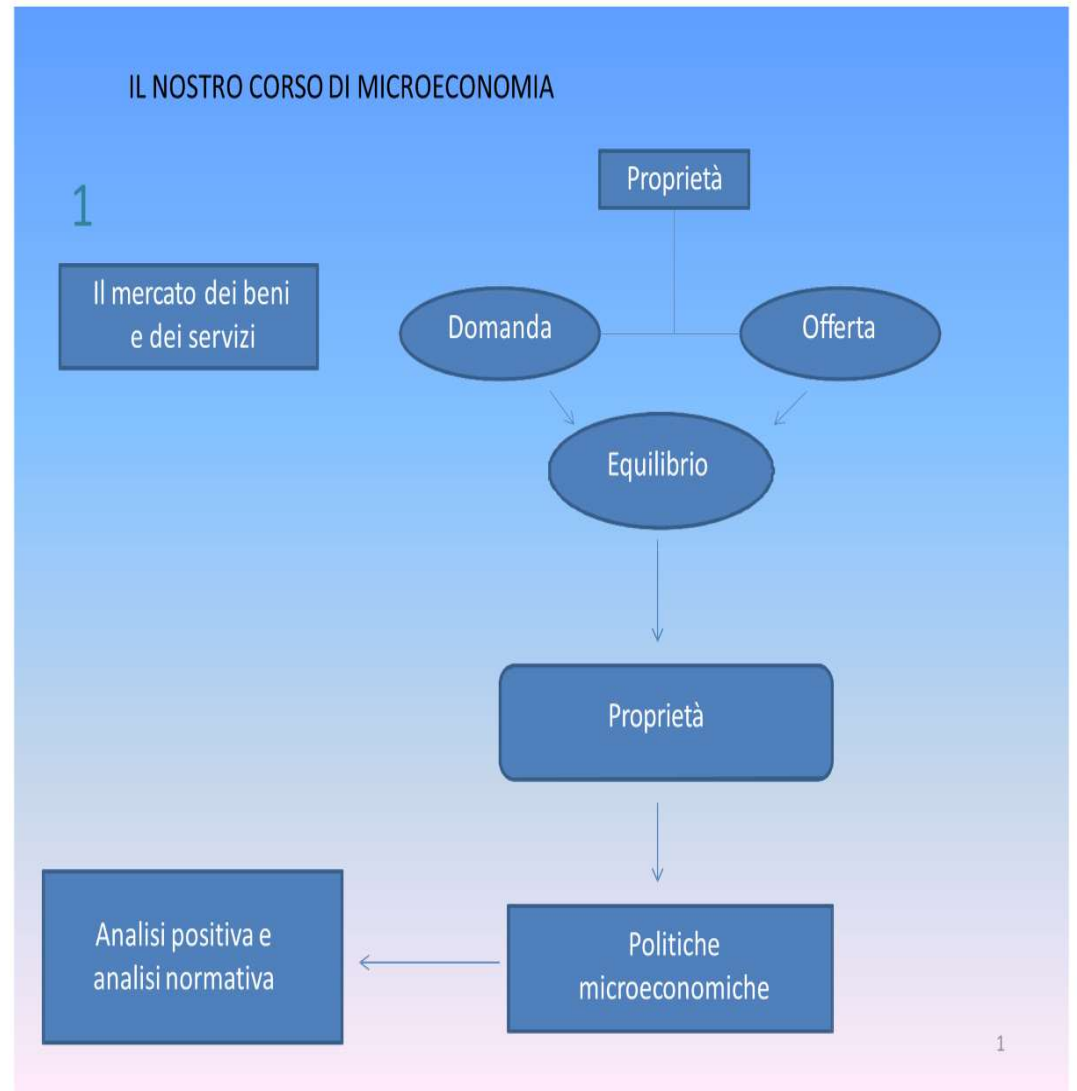 IL NOSTRO CORSO DI MICROECONOMIA
Proprietà
1
Il mercato dei beni
e dei servizi
Domanda
Offerta
Equilibrio
Proprietà
Analisi positiva e
analisi normativa
Politiche
microeconomiche
1